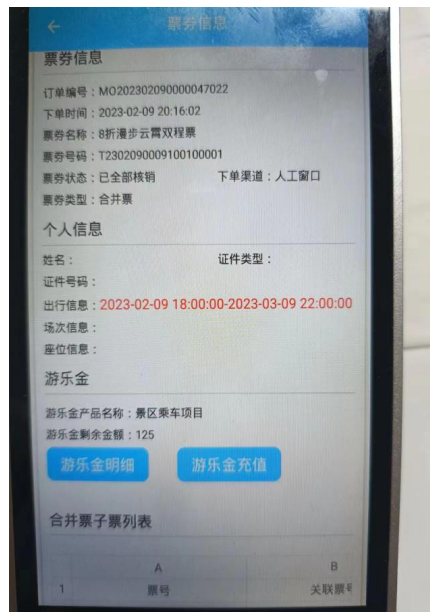 票券信息
票券信息
订单编号：MO202302090000047022
下单时间：2023-02-09 20:16:02
票券名称：8折漫步云霄双程票
票券号码：T2302090009100100001
票券状态：已全部核销 下单渠道：人工窗口
票券类型：合并票
个人信息
姓名： 证件类型：
证件号码：
出行信息：2023-02-09 18:00:00-2023-03-09 22:00:00
场次信息：
座位信息：
游乐金
游乐金产品名称：景区乘车项目
游乐金剩余金额：125
游乐金明细 游乐金充值
合并票子票列表
A B
1 票号 关联票号